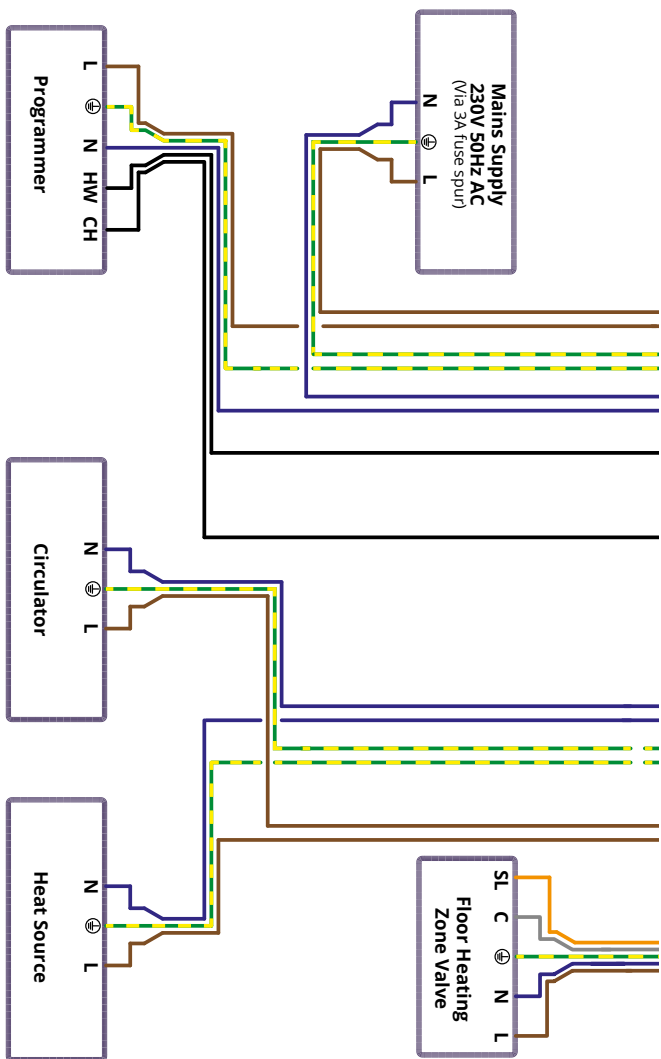 Programmer
L
N
HW
CH
Mains Supply
230V 50Hz AC
(Via 3A fuse spur)
N
L
Circulator
N
L
Heat Source
N
L
Floor Heating
Zone Valve
SL
C
N
L